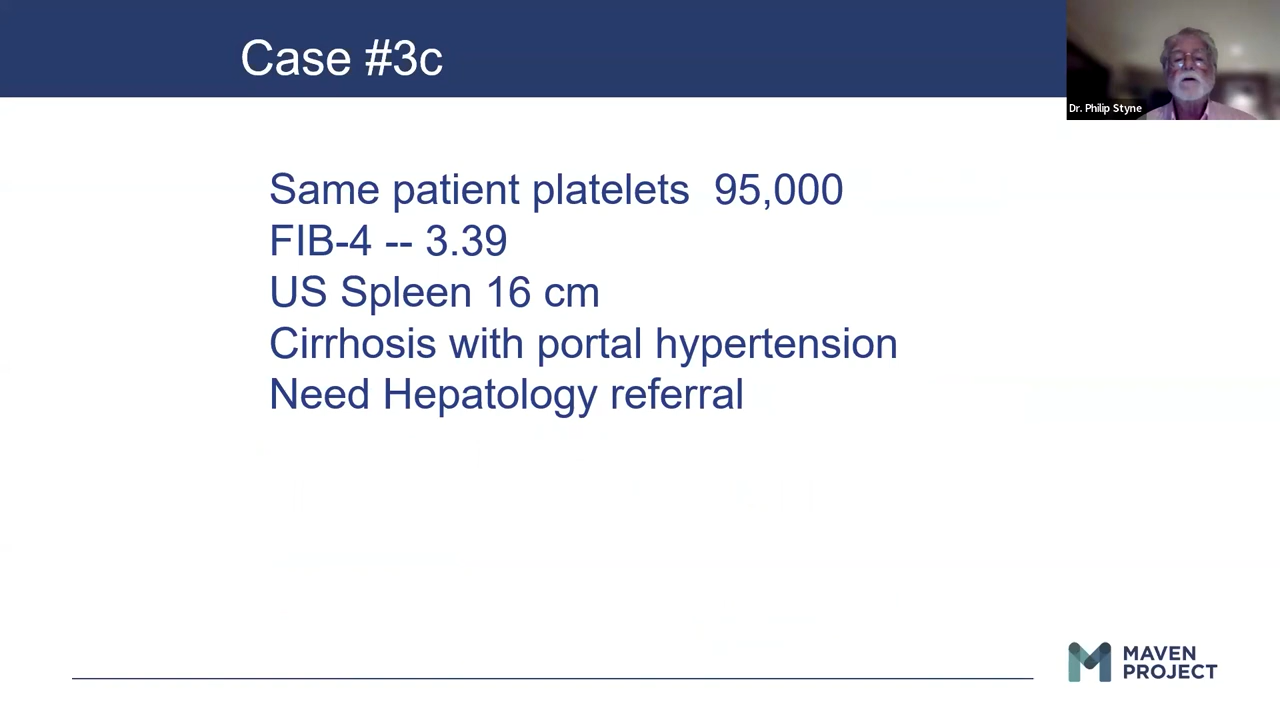 Case #3c
Dr. Philip Styne
Same patient platelets 95,000
FIB-4 -- 3.39
US Spleen 16 cm
Cirrhosis with portal hypertension
Need Hepatology referral
MAVEN
PROJECT